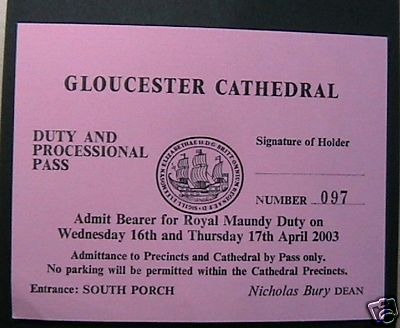 GLOUCESTER CATHEDRAL
DUTY AND
PROCESSIONAL
PASS
Signature of Holder
NUMBER 097
Admit Bearer for Royal Maundy Duty on
Wednesday 16th and Thursday 17th April 2003
Admittance to Precincts and Cathedral by Pass only.
No parking will be permitted within the Cathedral Precincts.
Entrance: SOUTH PORCH
Nicholas Bury DEAN